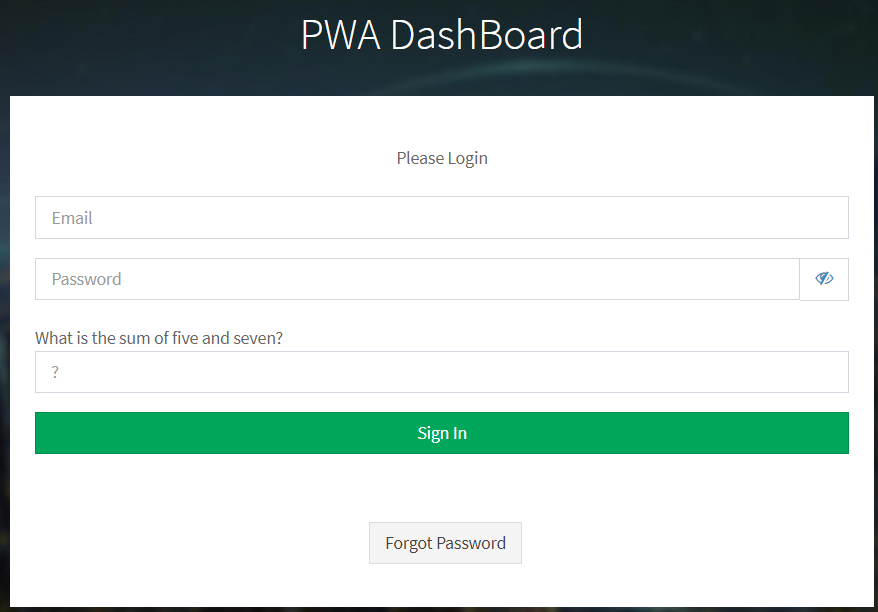 PWA DashBoard
Please Login
Email
Password
What is the sum of five and seven?
?
Sign In
Forgot Password